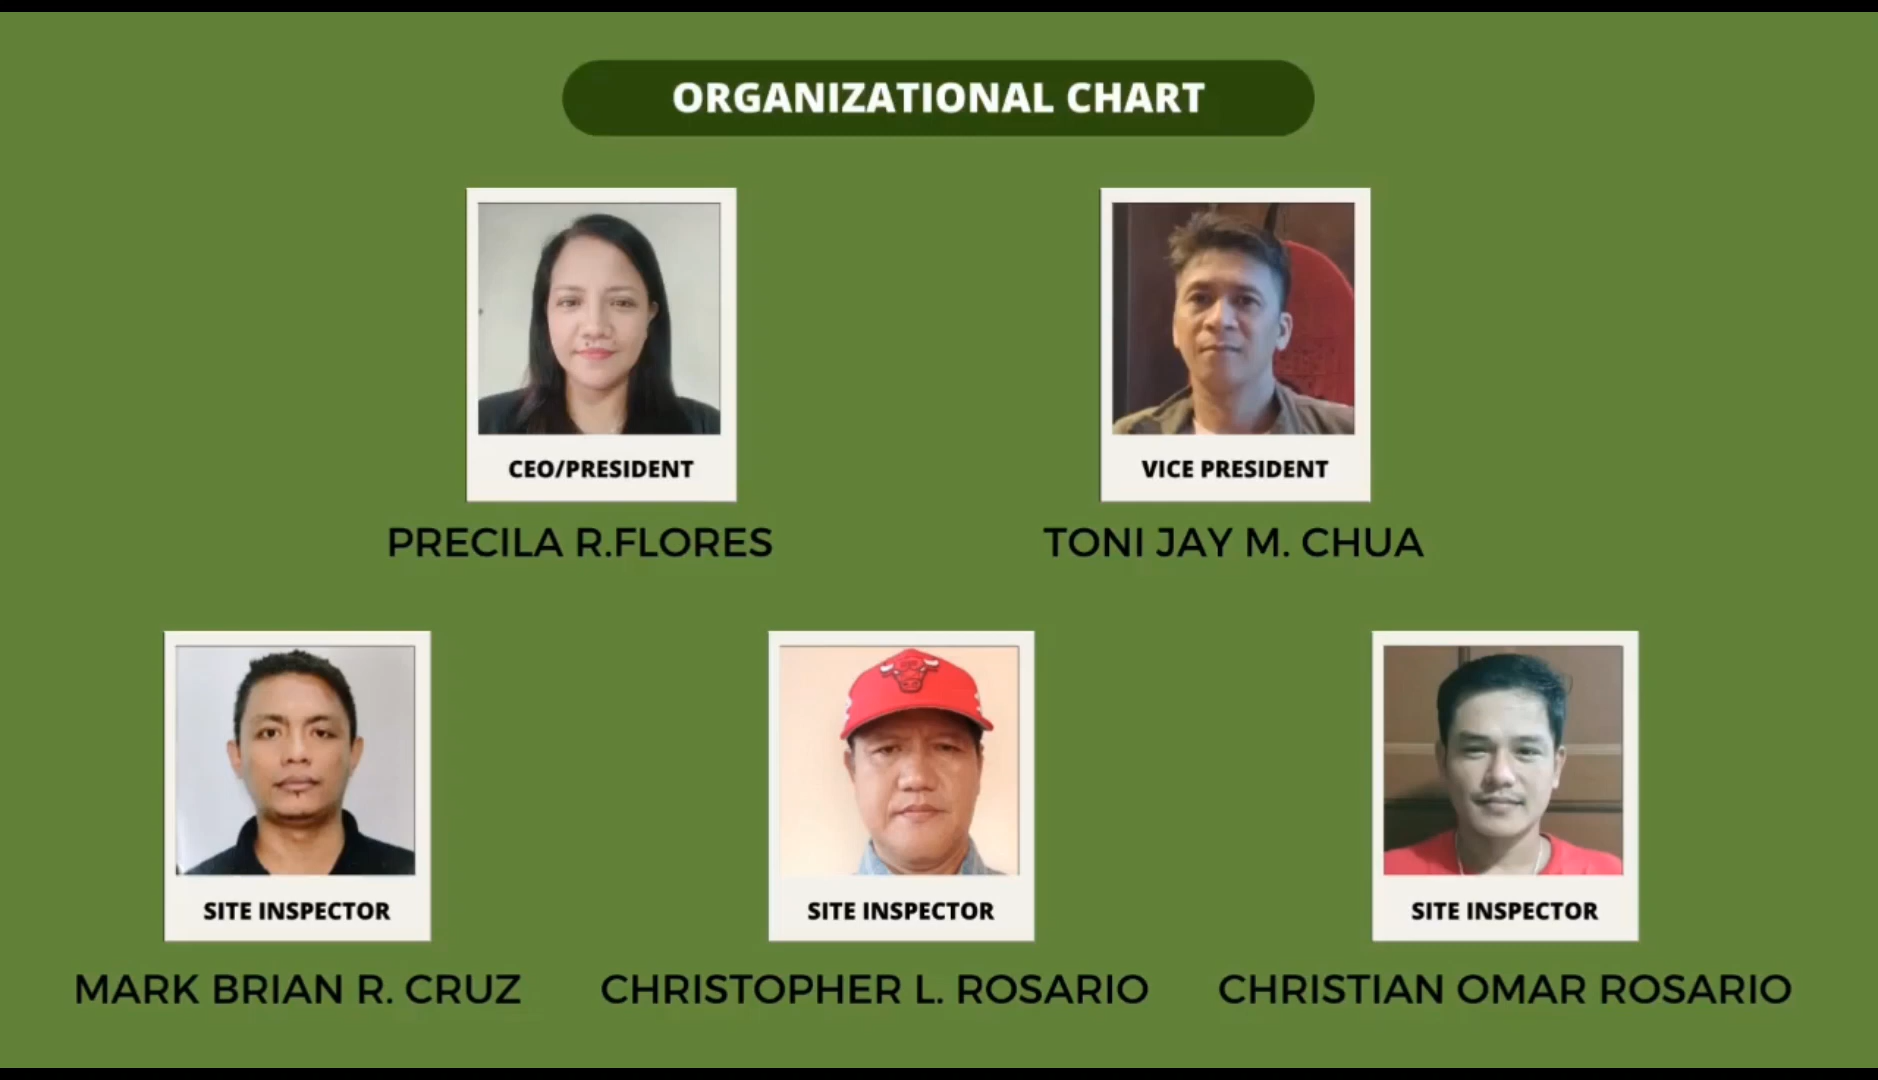 ORGANIZATIONAL CHART
CEO/PRESIDENT
VICE PRESIDENT
PRECILA R.FLORES
TONI JAY M. CHUA
SITE INSPECTOR
SITE INSPECTOR
SITE INSPECTOR
MARK BRIAN R. CRUZ
CHRISTOPHER L. ROSARIO
CHRISTIAN OMAR ROSARIO